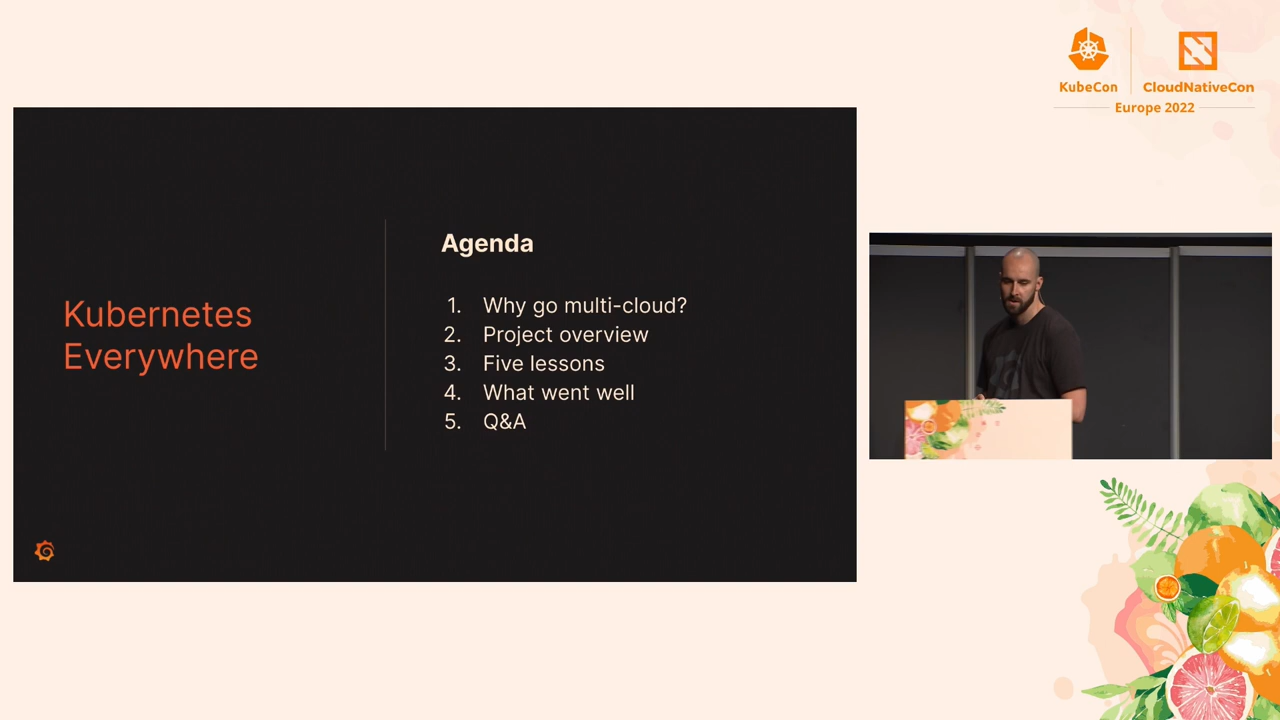 KubeCon
CloudNativeCon
Europe 2022
Kubernetes
Everywhere
Agenda
1. Why go multi-cloud?
2. Project overview
3. Five lessons
4. What went well
5. Q&A